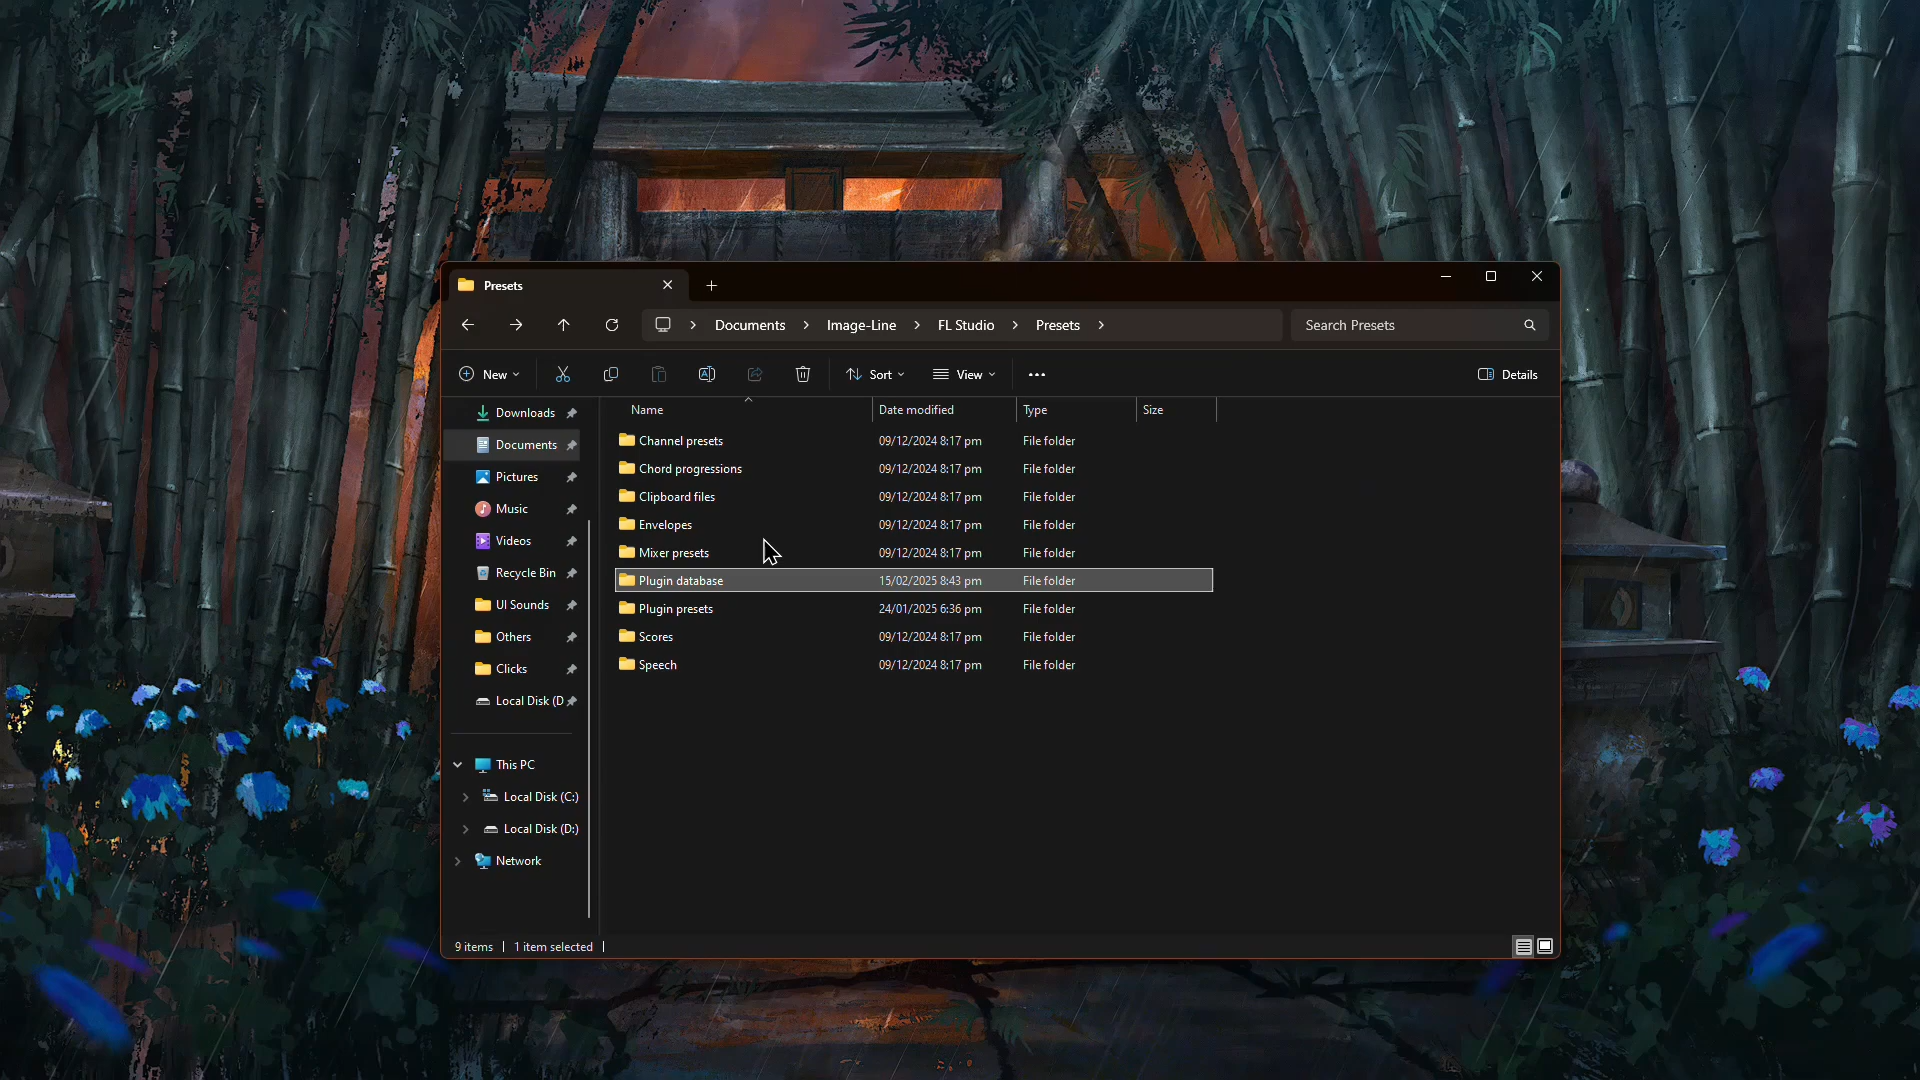 Presets
Documents > Image-Line > FL Studio > Presets >
Search Presets
New
Sort
View
Details
Downloads
Documents
Pictures
Music
Videos
Recycle Bin
UI Sounds
Others
Clicks
Local Disk (D
This PC
Local Disk (C:)
Local Disk (D:)
Network
Name Date modified Type Size
Channel presets 09/12/2024 8:17 pm File folder
Chord progressions 09/12/2024 8:17 pm File folder
Clipboard files 09/12/2024 8:17 pm File folder
Envelopes 09/12/2024 8:17 pm File folder
Mixer presets 09/12/2024 8:17 pm File folder
Plugin database 15/02/2025 8:43 pm File folder
Plugin presets 24/01/2025 6:36 pm File folder
Scores 09/12/2024 8:17 pm File folder
Speech 09/12/2024 8:17 pm File folder
9 items | 1 item selected |